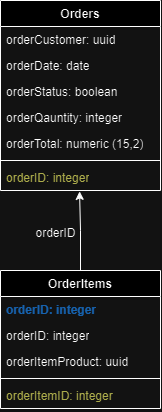 Orders
orderCustomer: uuid
orderDate: date
orderStatus: boolean
orderQauntity: integer
orderTotal: numeric (15,2)
orderID: integer
orderID
OrderItems
orderID: integer
orderID: integer
orderItemProduct: uuid
orderItemID: integer